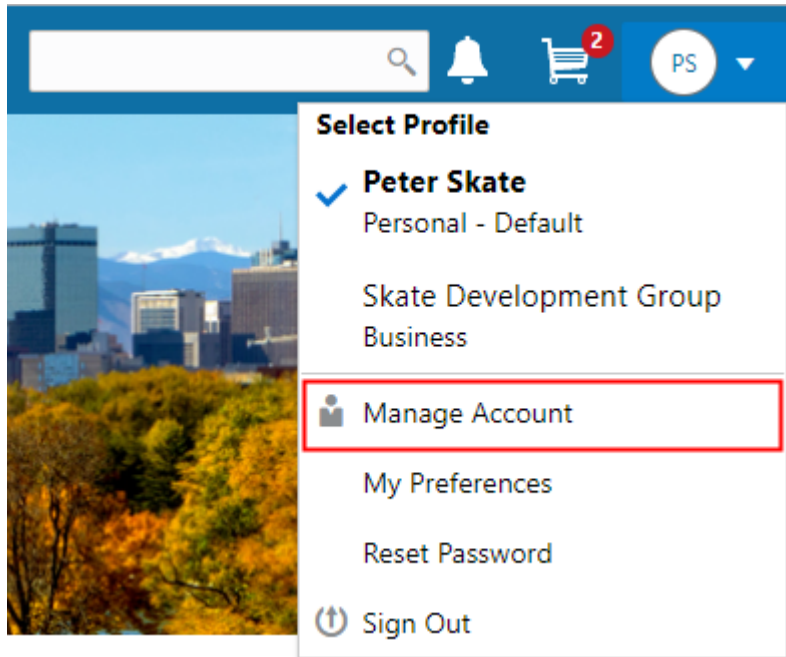 2
PS
Select Profile
Peter Skate
Personal - Default
Skate Development Group
Business
Manage Account
My Preferences
Reset Password
Sign Out